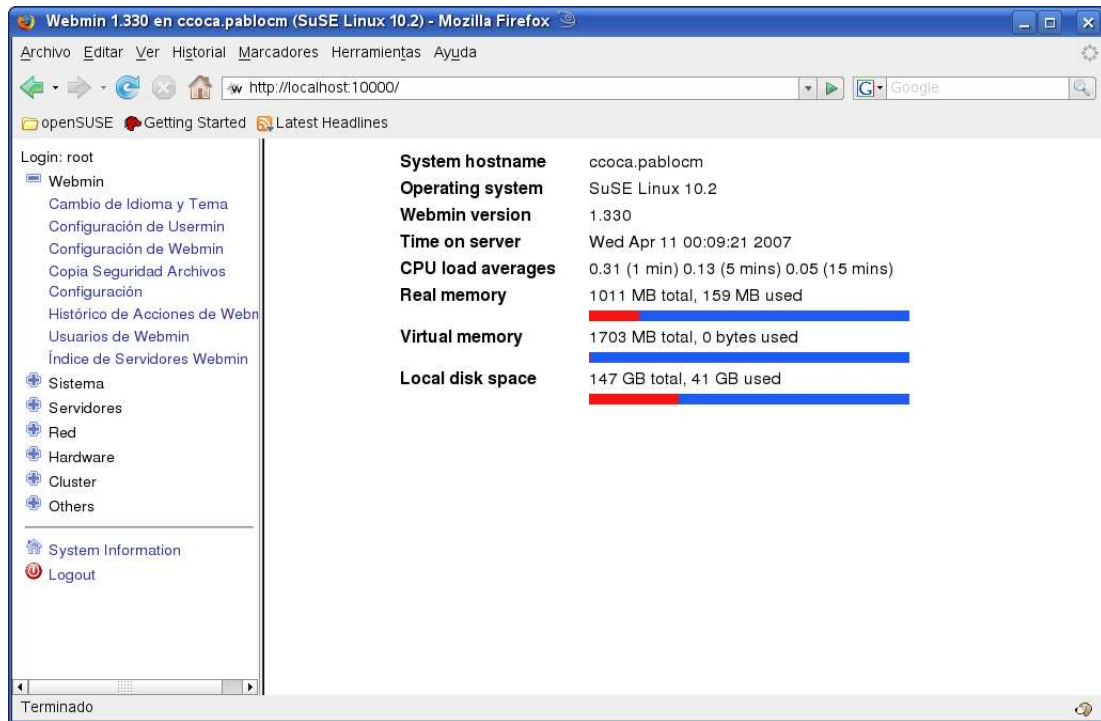 Webmin 1.330 en ccoca.pablocm (SuSE Linux 10.2) - Mozilla Firefox
Archivo Editar Ver Historial Marcadores Herramientas Ayuda
http://localhost:10000/
G Google
openSUSE Getting Started Latest Headlines
Login: root
Webmin
Cambio de Idioma y Tema
Configuración de Usermin
Configuración de Webmin
Copia Seguridad Archivos
Configuración
Histórico de Acciones de Webm
Usuarios de Webmin
Índice de Servidores Webmin
Sistema
Servidores
Red
Hardware
Cluster
Others
System Information
Logout
System hostname ccoca.pablocm
Operating system SuSE Linux 10.2
Webmin version 1.330
Time on server Wed Apr 11 00:09:21 2007
CPU load averages 0.31 (1 min) 0.13 (5 mins) 0.05 (15 mins)
Real memory 1011 MB total, 159 MB used
Virtual memory 1703 MB total, 0 bytes used
Local disk space 147 GB total, 41 GB used
Terminado